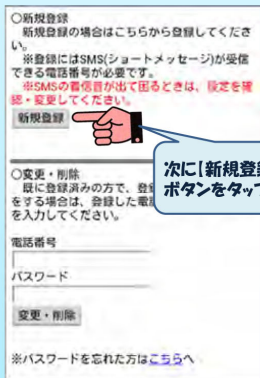 ○新規登録
新規登録の場合はこちらから登録してくださ
い。
※登録にはSMS(ショートメッセージ)が受信
できる電話番号が必要です。
※SMSの着信音が出て困るときは、設定を確
認・変更してください。
新規登録
次に【新規登
ボタンをタッ
○変更・削除
既に登録済みの方で、登
をする場合は、登録した電
を入力してください。
電話番号
パスワード
変更・削除
※パスワードを忘れた方はこちらへ